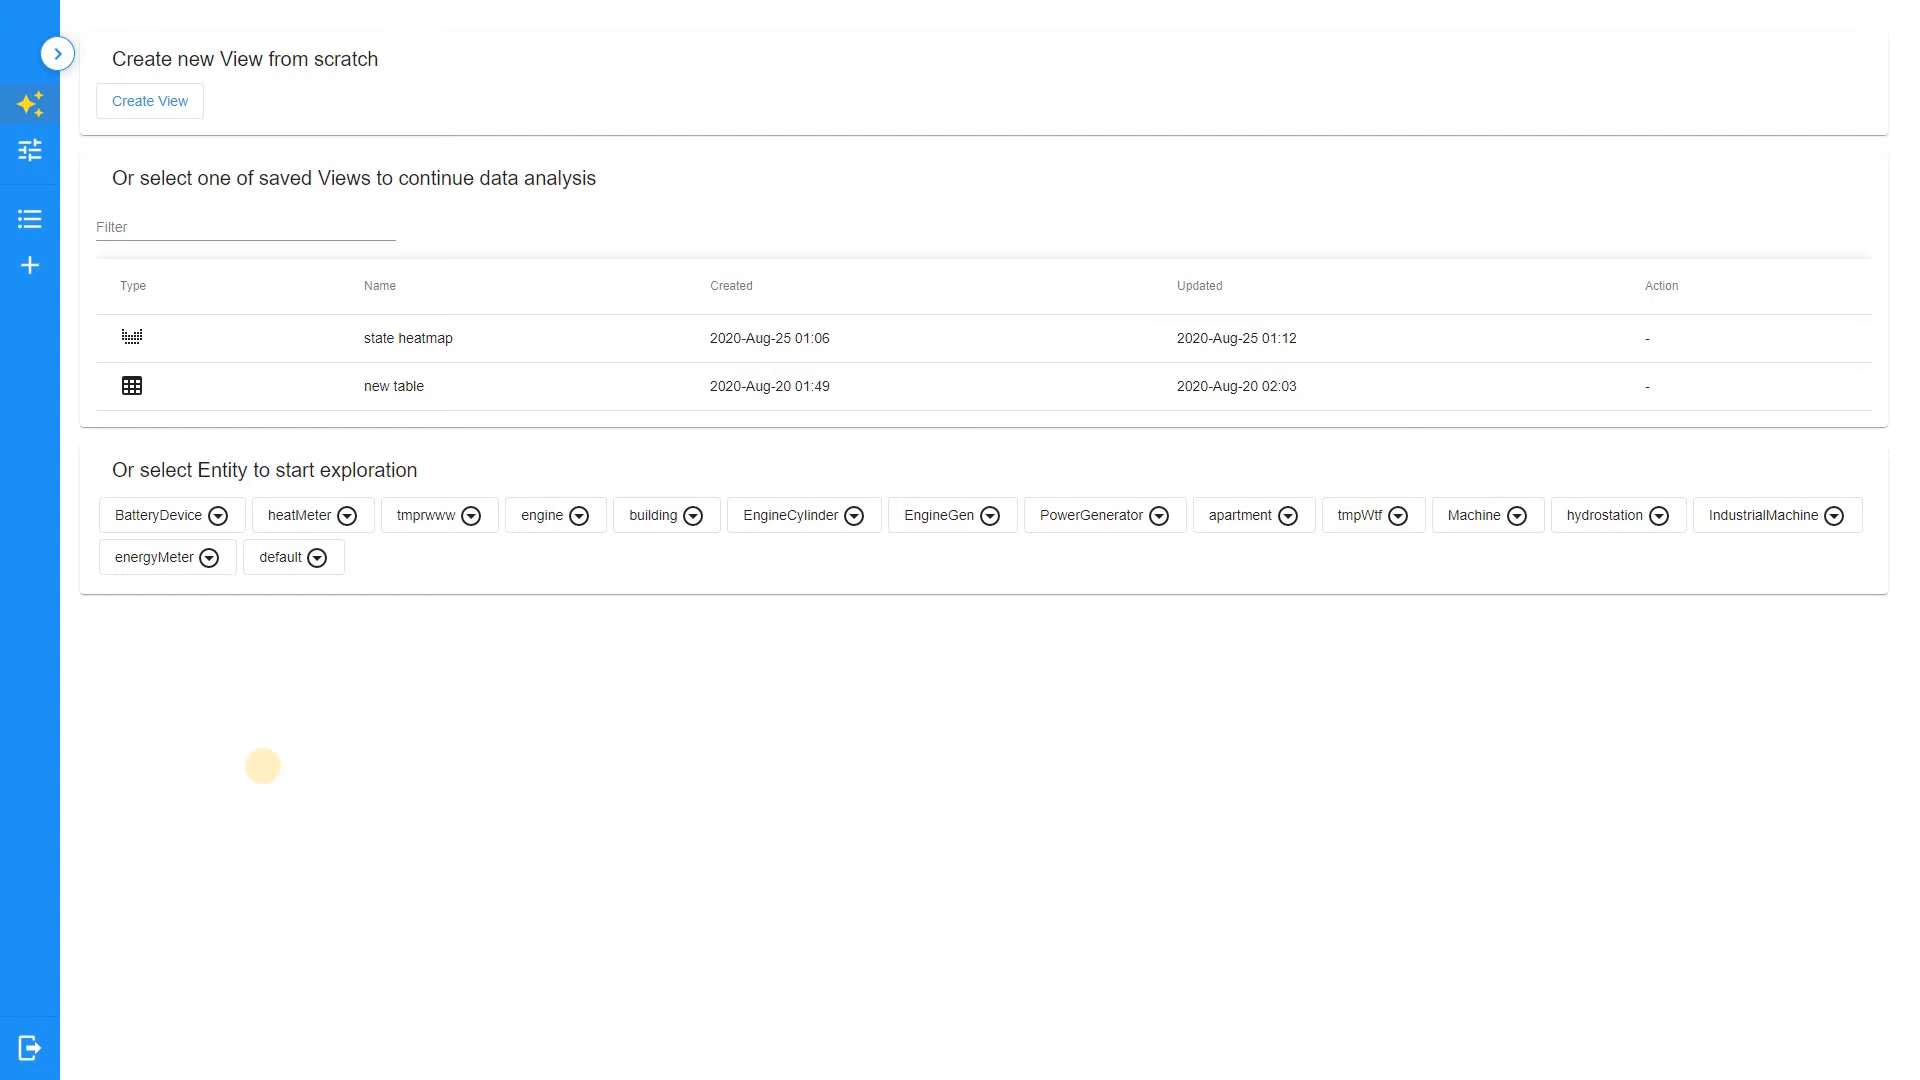 Create new View from scratch
Create View
Or select one of saved Views to continue data analysis
Filter
Type Name Created Updated Action
state heatmap 2020-Aug-25 01:06 2020-Aug-25 01:12 -
new table 2020-Aug-20 01:49 2020-Aug-20 02:03 -
Or select Entity to start exploration
BatteryDevice heatMeter tmprwww engine building EngineCylinder EngineGen PowerGenerator apartment tmpWtf Machine hydrostation IndustrialMachine
energyMeter default